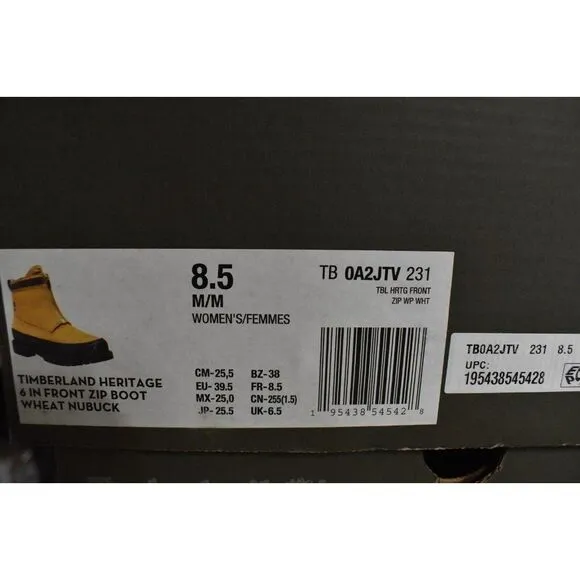 8.5
M/M
WOMEN'S/FEMMES
TB 0A2JTV 231
TBL HRTG FRONT
ZIP WP WHT
TIMBERLAND HERITAGE
6 IN FRONT ZIP BOOT
WHEAT NUBUCK
CM-25,5 BZ-38
EU-39.5 FR-8.5
MX-25,0 CN-255(1.5)
JP-25.5 UK-6.5
1 95438 54542 8
TB0A2JTV 231 8.5
UPC:
195438545428